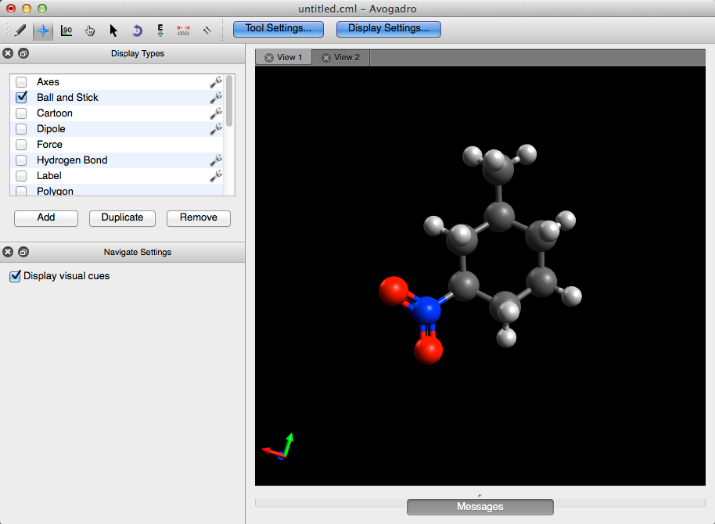 untitled.cml – Avogadro
Tool Settings... Display Settings...
Display Types
Axes
Ball and Stick
Cartoon
Dipole
Force
Hydrogen Bond
Label
Polygon
Add Duplicate Remove
Navigate Settings
Display visual cues
View 1 View 2
Messages